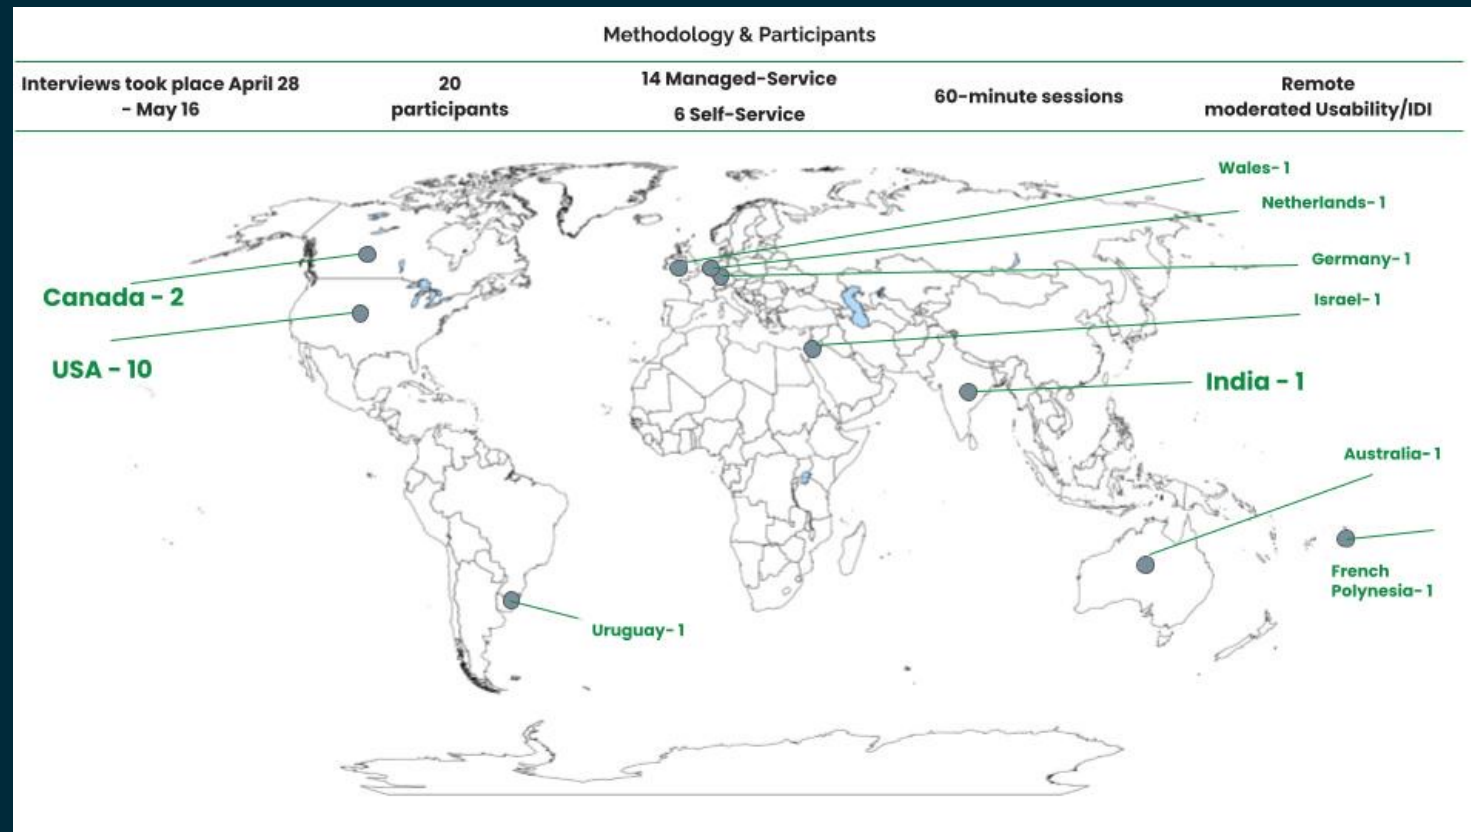 Methodology & Participants
Interviews took place April 28
- May 16
20
participants
14 Managed-Service
6 Self-Service
60-minute sessions
Remote
moderated Usability/IDI
Wales- 1
Netherlands- 1
Germany- 1
Israel- 1
Canada - 2
USA - 10
India - 1
Australia- 1
French
Polynesia- 1
Uruguay- 1